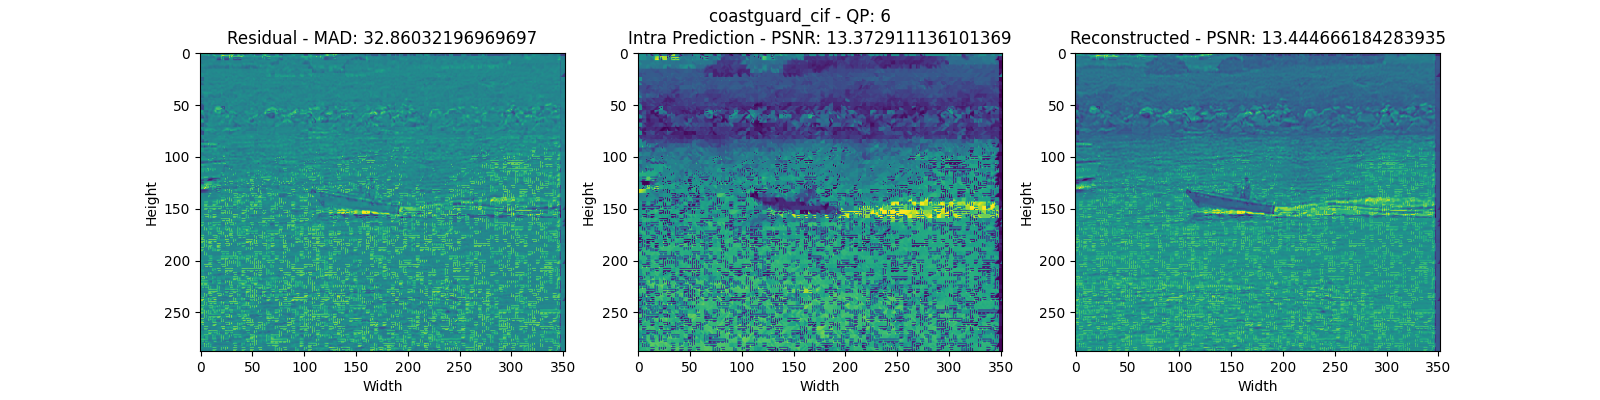 coastguard_cif - QP: 6
Residual - MAD: 32.86032196969697
Intra Prediction - PSNR: 13.372911136101369
Reconstructed - PSNR: 13.444666184283935
0
50
100
150
200
250
Height
0 50 100 150 200 250 300 350
Width
0
50
100
150
200
250
Height
0 50 100 150 200 250 300 350
Width
0
50
100
150
200
250
Height
0 50 100 150 200 250 300 350
Width